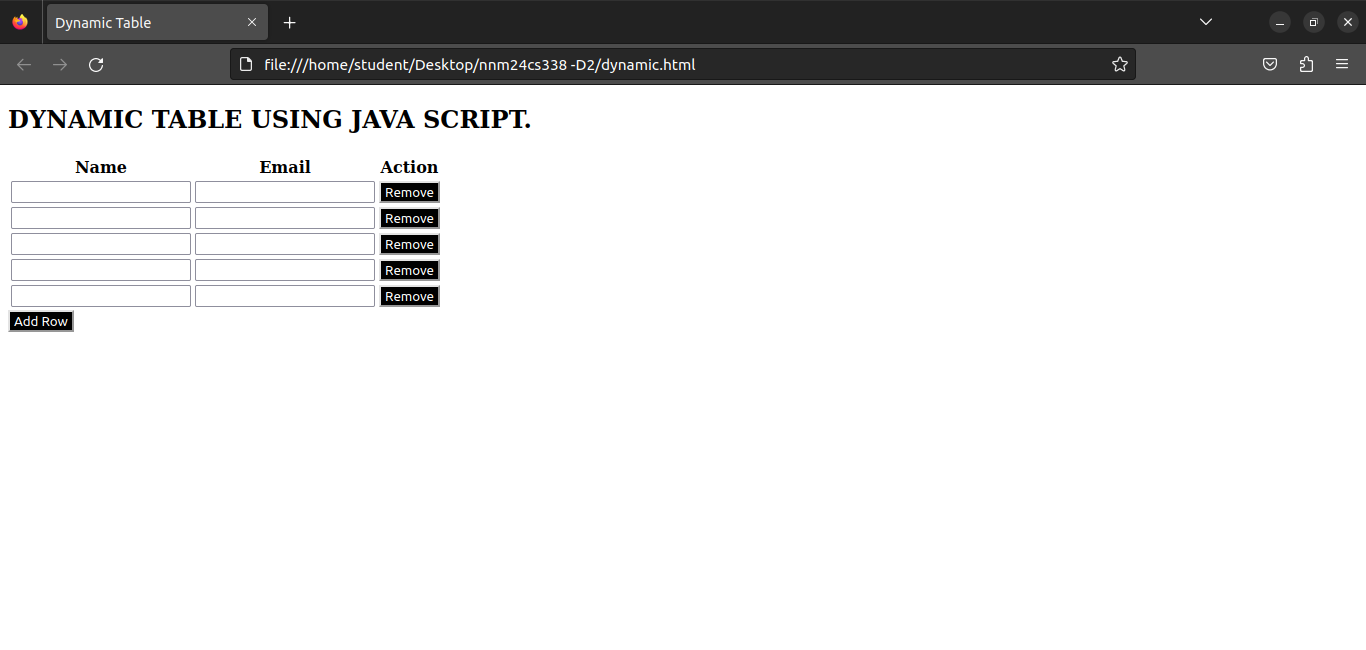 Dynamic Table
file:///home/student/Desktop/nnm24cs338 -D2/dynamic.html
DYNAMIC TABLE USING JAVA SCRIPT.
Name Email Action
Remove
Remove
Remove
Remove
Remove
Add Row